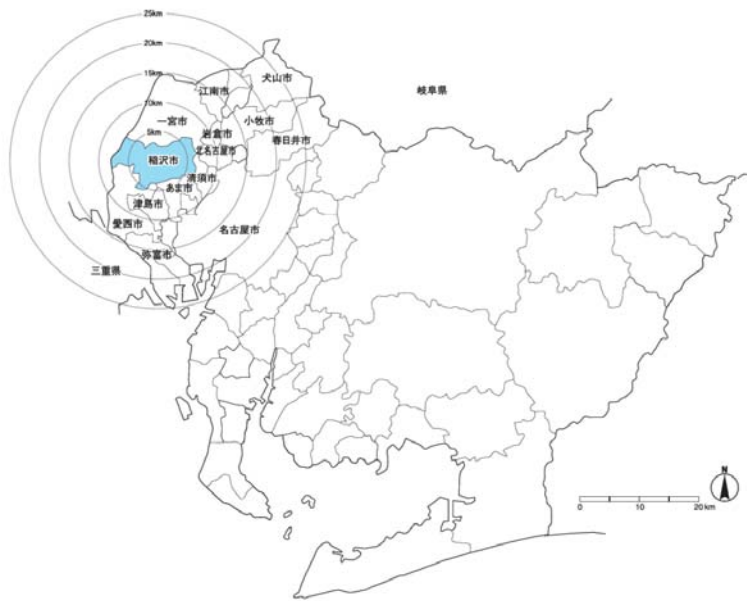 25km
20km
15km
10km
5km
犬山市
江南市
岐阜県
一宮市
小牧市
岩倉市
春日井市
北名古屋市
稲沢市
清須市
あま市
津島市
愛西市
名古屋市
弥富市
三重県
N
0
10
20km